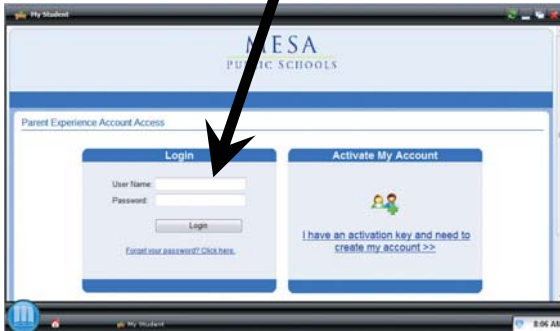 My Student
MESA
PUBLIC SCHOOLS
Parent Experience Account Access
Login
User Name:
Password:
Login
Forgot your password? Click here.
Activate My Account
I have an activation key and need to
create my account >>
My Student
8:06 AM